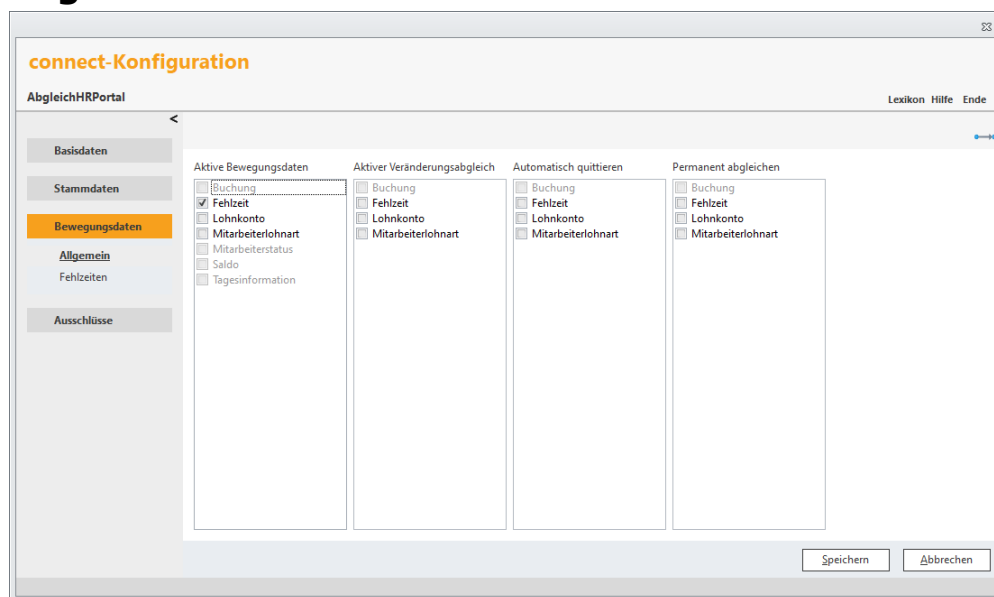 connect-Konfiguration
AbgleichHRPortal
Lexikon Hilfe Ende
<
Basisdaten
Stammdaten
Bewegungsdaten
Allgemein
Fehlzeiten
Ausschlüsse
Aktive Bewegungsdaten
Buchung
Fehlzeit
Lohnkonto
Mitarbeiterlohnart
Mitarbeiterstatus
Saldo
Tagesinformation
Aktiver Veränderungsabgleich
Buchung
Fehlzeit
Lohnkonto
Mitarbeiterlohnart
Automatisch quittieren
Buchung
Fehlzeit
Lohnkonto
Mitarbeiterlohnart
Permanent abgleichen
Buchung
Fehlzeit
Lohnkonto
Mitarbeiterlohnart
Speichern Abbrechen